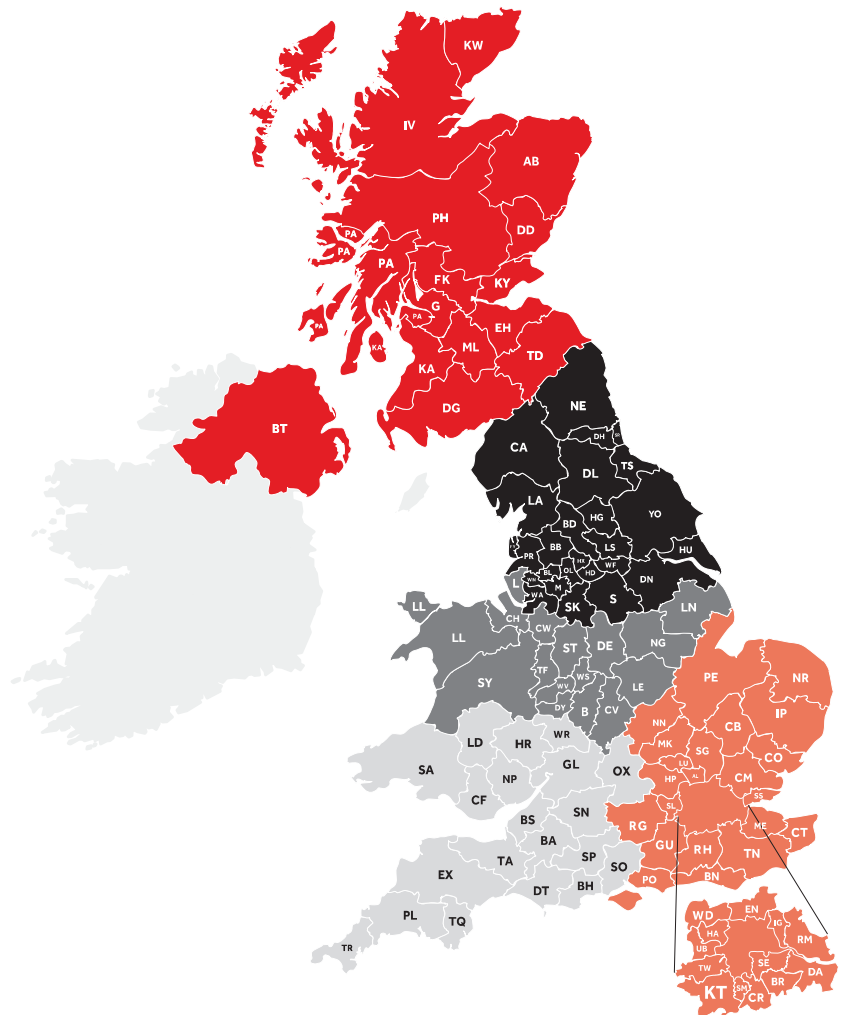 KW
IV
AB
PH
DD
PA
PA
PA
FK
KY
G
PA
PA
EH
KA
ML
TD
KA
DG
BT
NE
DH
CA
DL
TS
LA
YO
HG
BD
HU
BB
LS
PR
HX
WF
OL
BL
HD
DN
WN
M
WA
S
SK
L
LL
LN
CH
CW
LL
ST
DE
NG
TF
WS
SY
WV
LE
DY
B
CV
PE
NR
IP
NN
CB
MK
SG
CO
LU
HP
AL
CM
SS
SL
RG
ME
CT
GU
RH
TN
PO
BN
LD
HR
WR
SA
NP
GL
OX
CF
SN
BS
BA
TA
SP
SO
EX
DT
BH
PL
TQ
TR
WD
EN
IG
HA
RM
UB
SE
TW
DA
BR
KT
SM
CR